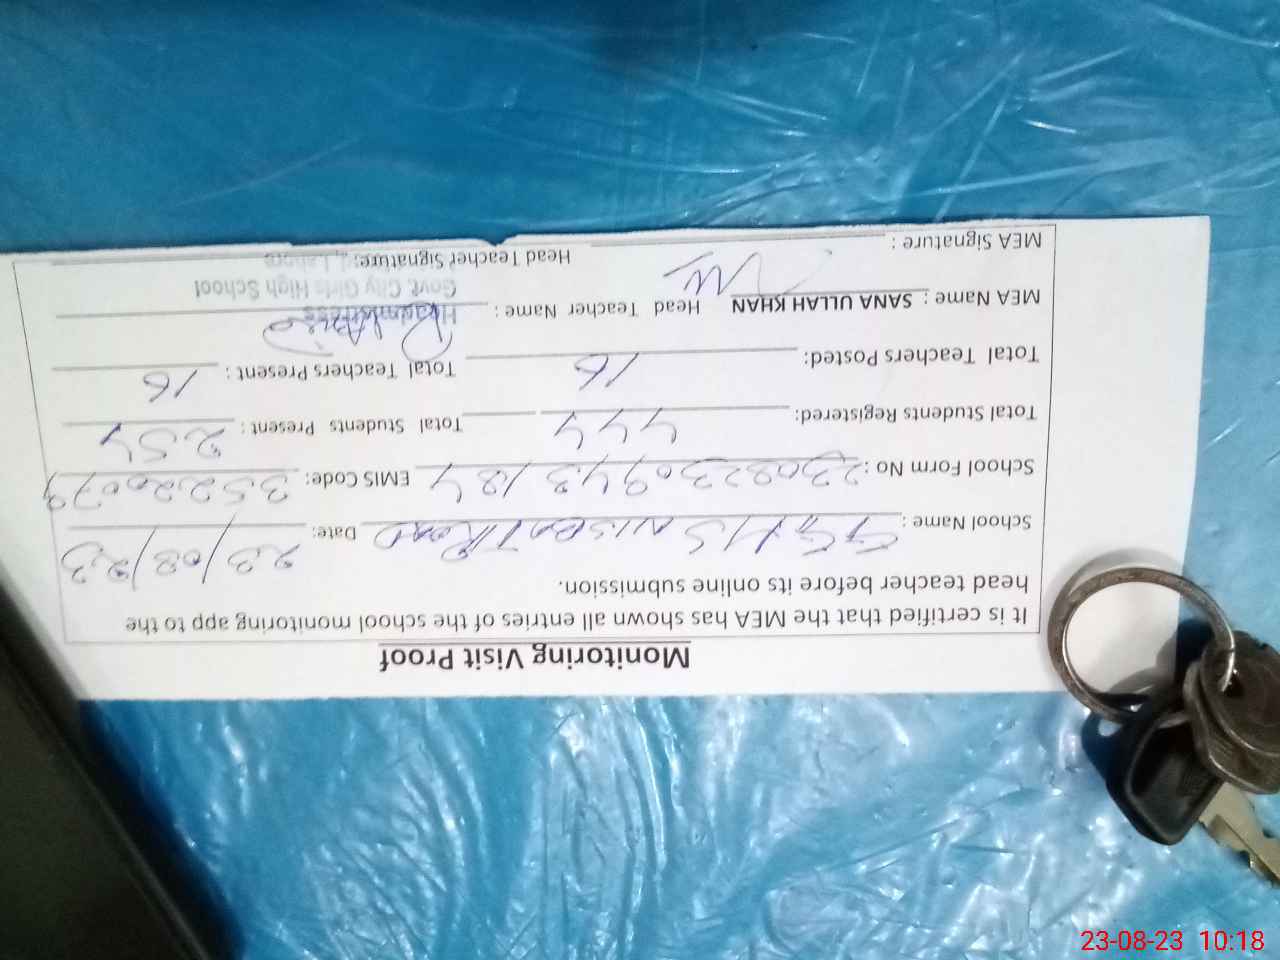 Monitoring Visit Proof
It is certified that the MEA has shown all entries of the school monitoring app to the
head teacher before its online submission.
School Name : GGHS NISBAT ROAD Date: 23/08/23
School Form No : EMIS Code: 35220079
Total Students Registered: 444 Total Students Present : 254
Total Teachers Posted: 16 Total Teachers Present : 16
MEA Name : SANA ULLAH KHAN Head Teacher Name :
Headmistress
Govt. City Girls High School
Lahore
MEA Signature : Head Teacher Signature:
23-08-23 10:18